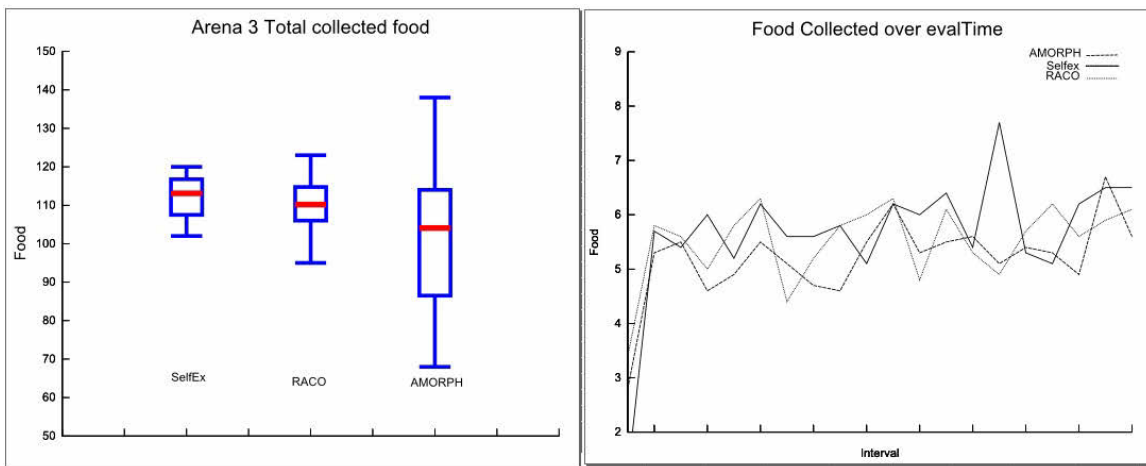 Arena 3 Total collected food
150
140
130
120
110
100
90
80
70
60
50
Food
SelfEx
RACO
AMORPH
Food Collected over evalTime
9
8
7
6
5
4
3
2
Food
AMORPH
Selfex
RACO
Interval